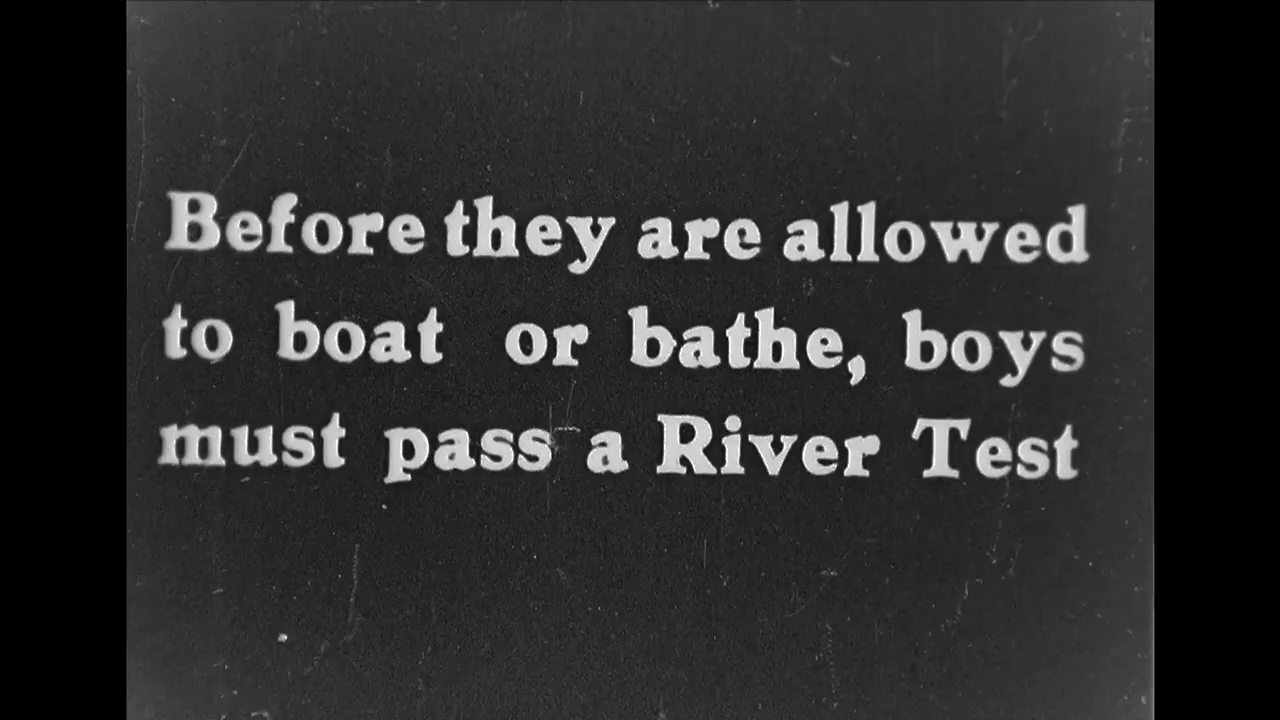 Before they are allowed
to boat or bathe, boys
must pass a River Test